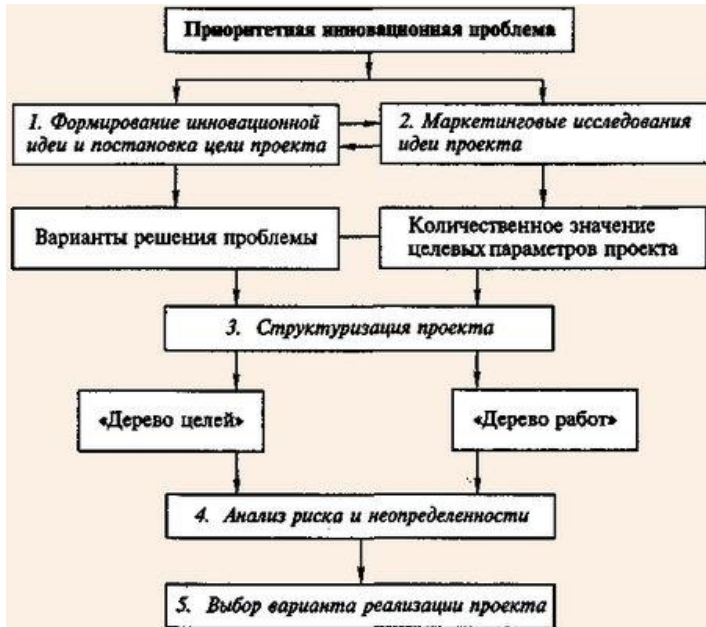 Приоритетная инновационная проблема
1. Формирование инновационной
идеи и постановка цели проекта
2. Маркетинговые исследования
идеи проекта
Варианты решения проблемы
Количественное значение
целевых параметров проекта
3. Структуризация проекта
«Дерево целей»
«Дерево работ»
4. Анализ риска и неопределенности
5. Выбор варианта реализации проекта